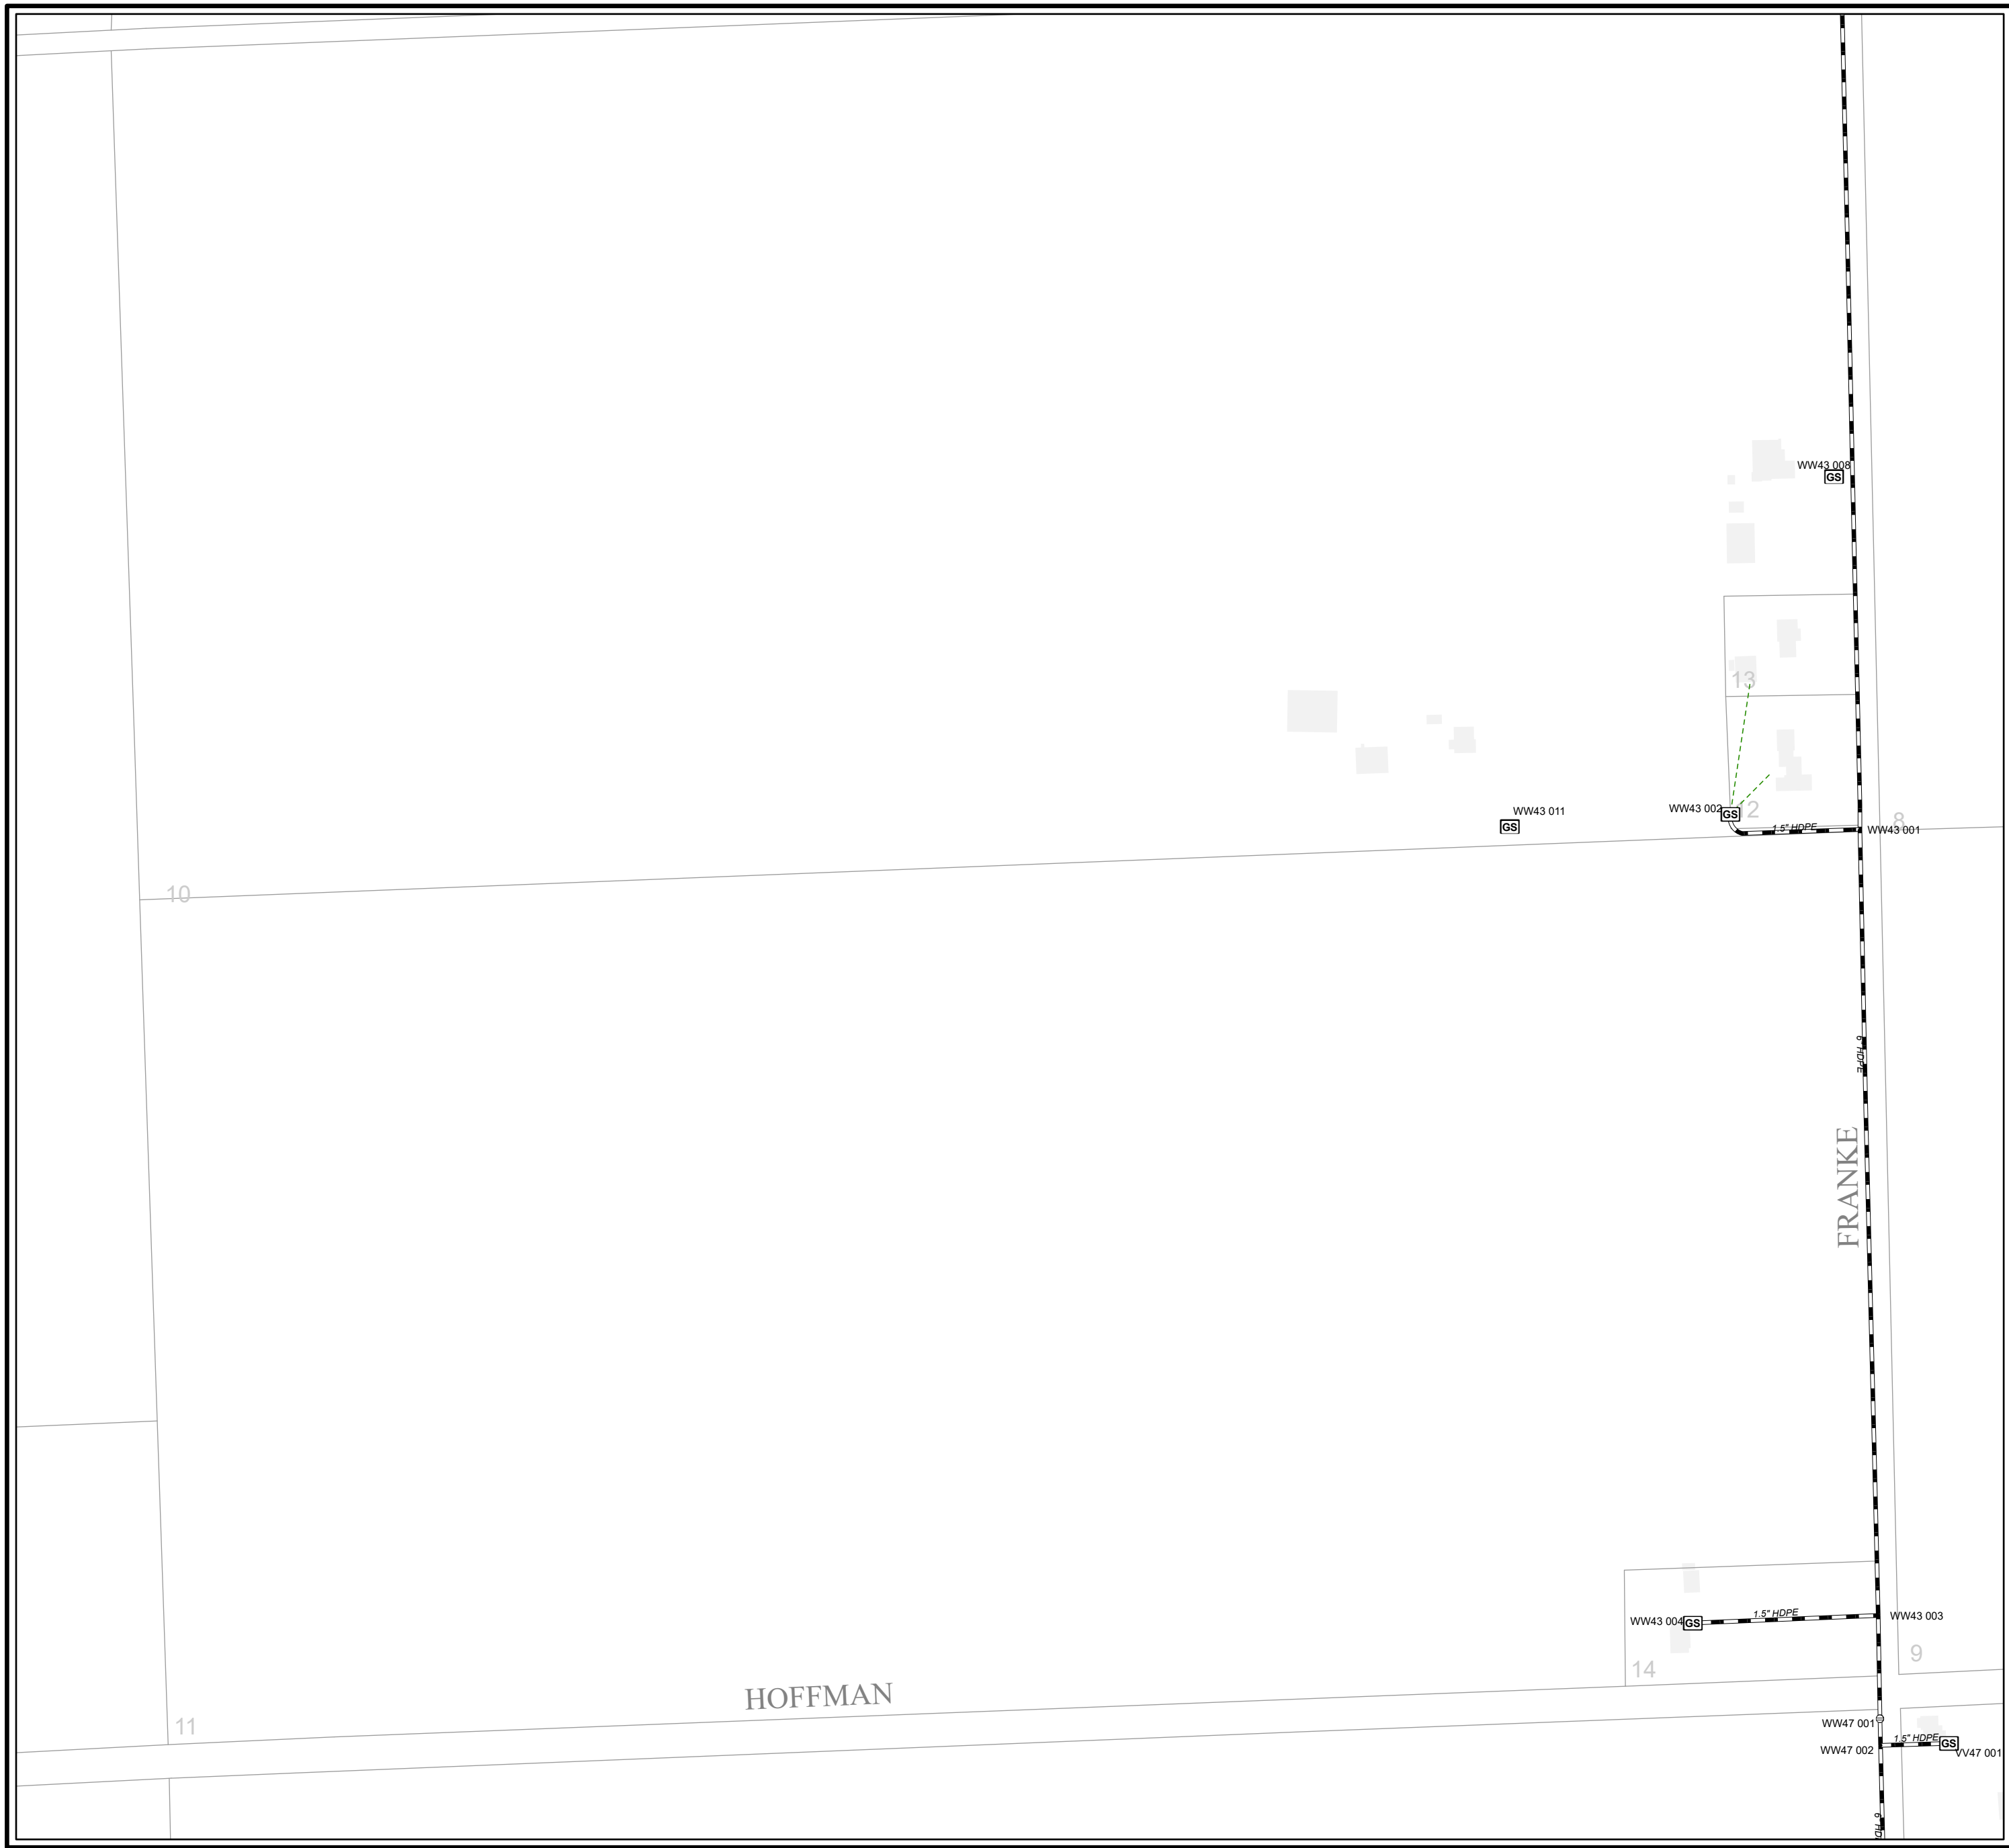 WW43 008
GS
13
WW43 011
GS
WW43 002
GS
12
1.5" HDPE
WW43 001
8
10
6" HDPE
FRANKE
WW43 004
GS
1.5" HDPE
WW43 003
14
9
HOFFMAN
11
WW47 001
WW47 002
1.5" HDPE
GS
VV47 001